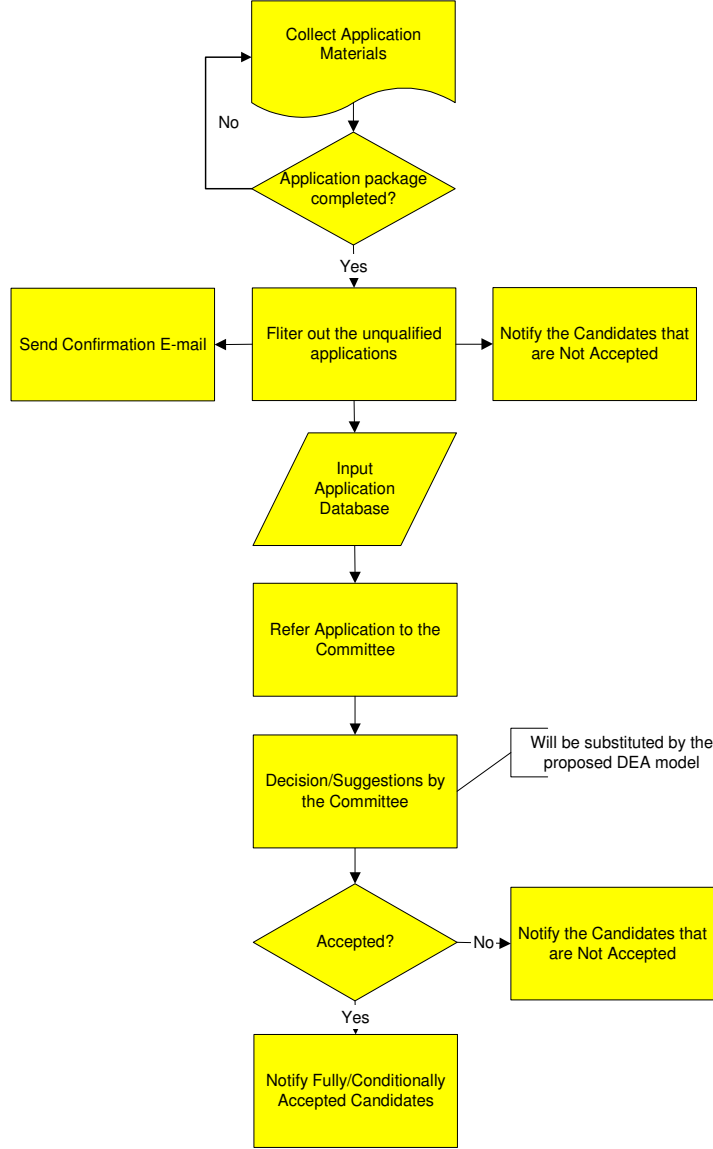 Collect Application
Materials
No
Application package
completed?
Yes
Send Confirmation E-mail
Fliter out the unqualified
applications
Notify the Candidates that
are Not Accepted
Input
Application
Database
Refer Application to the
Committee
Decision/Suggestions by
the Committee
Will be substituted by the
proposed DEA model
Accepted?
No
Notify the Candidates that
are Not Accepted
Yes
Notify Fully/Conditionally
Accepted Candidates